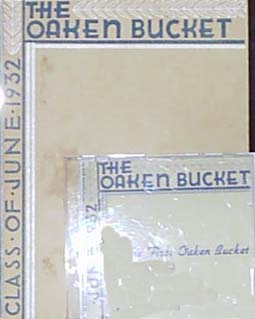 THE
OAKEN BUCKET
CLASS·OF·JUNE·1932
THE
OAKEN BUCKET
JUNE 1932
The First Oaken Bucket